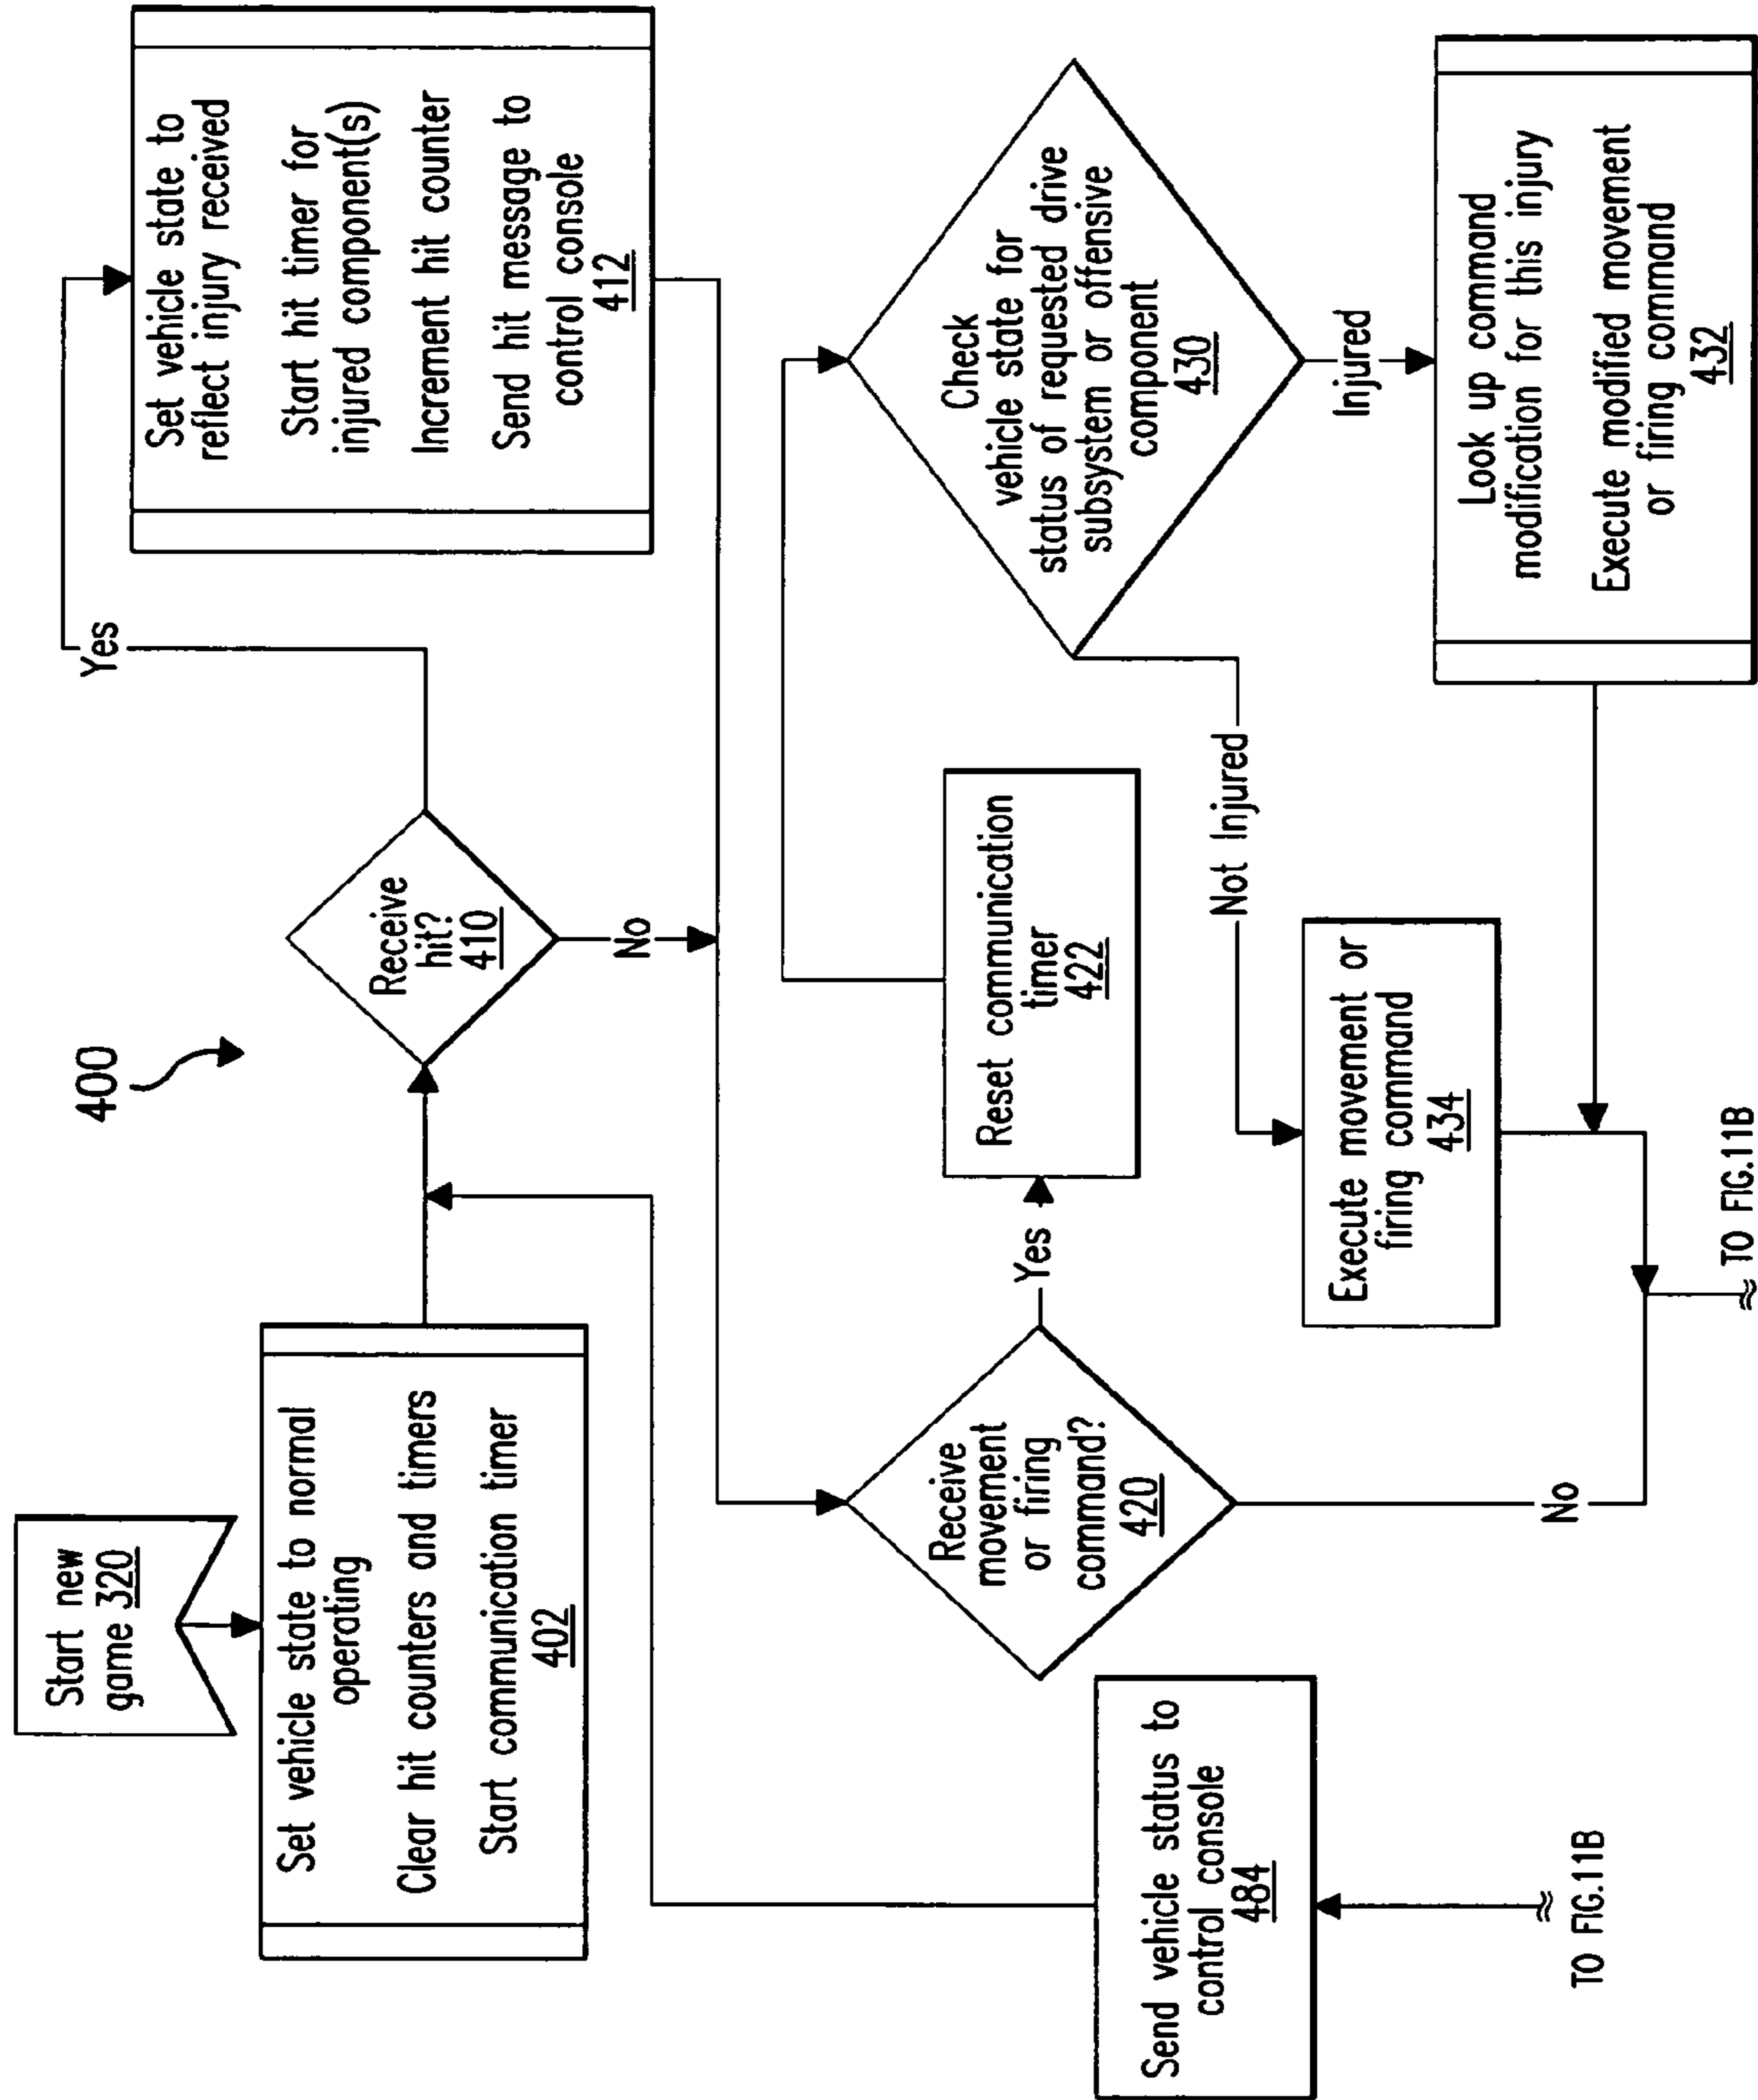 400
Start new
game 320
Set vehicle state to normal
operating
Clear hit counters and timers
Start communication timer
402
Receive
hit?
410
Yes
No
Set vehicle state to
reflect injury received
Start hit timer for
injured component(s)
Increment hit counter
Send hit message to
control console
412
Receive
movement
or firing
command?
420
Yes
No
Reset communication
timer
422
Check
vehicle state for
status of requested drive
subsystem or offensive
component
430
Not Injured
Injured
Execute movement or
firing command
434
Look up command
modification for this injury
Execute modified movement
or firing command
432
Send vehicle status to
control console
484
TO FIG.11B
TO FIG.11B